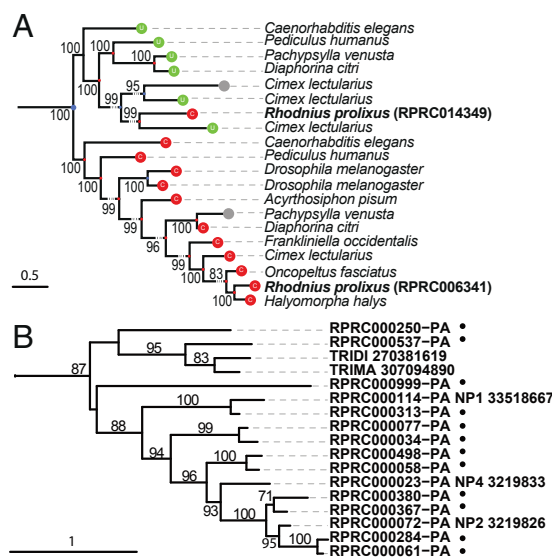 A
Caenorhabditis elegans
Pediculus humanus
Pachypsylla venusta
Diaphorina citri
Cimex lectularius
Cimex lectularius
Rhodnius prolixus (RPRC014349)
Cimex lectularius
Caenorhabditis elegans
Pediculus humanus
Drosophila melanogaster
Drosophila melanogaster
Acyrthosiphon pisum
Pachypsylla venusta
Diaphorina citri
Frankliniella occidentalis
Cimex lectularius
Oncopeltus fasciatus
Rhodnius prolixus (RPRC006341)
Halyomorpha halys
U
U
U
U
U
C
U
C
C
C
C
C
C
C
C
C
C
C
100
100
100
95
99
99
100
100
100
99
99
100
96
99
83
100
100
0.5
B
RPRC000250-PA
RPRC000537-PA
TRIDI 270381619
TRIMA 307094890
RPRC000999-PA
RPRC000114-PA NP1 33518667
RPRC000313-PA
RPRC000077-PA
RPRC000034-PA
RPRC000498-PA
RPRC000058-PA
RPRC000023-PA NP4 3219833
RPRC000380-PA
RPRC000367-PA
RPRC000072-PA NP2 3219826
RPRC000284-PA
RPRC000061-PA
95
87
83
100
88
99
94
100
96
71
93
100
100
95
1